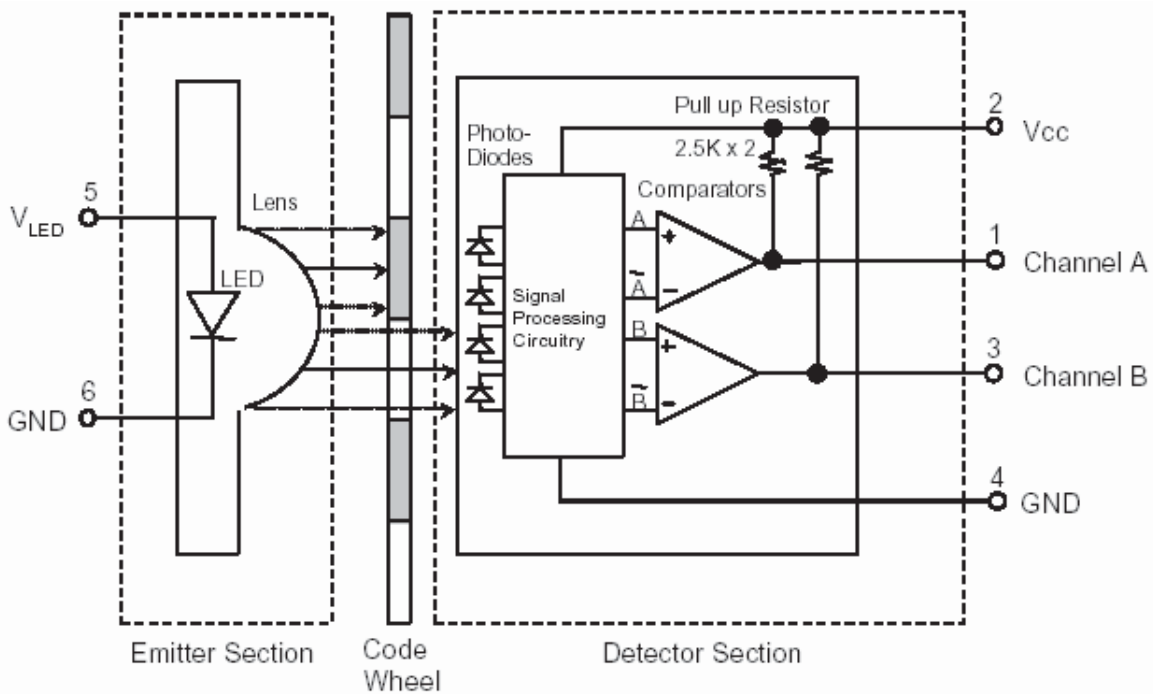 5
V_LED
6
GND
Lens
LED
Emitter Section
Code
Wheel
Photo-
Diodes
Signal
Processing
Circuitry
Pull up Resistor
2.5K x 2
Comparators
A
+
Ã
−
B
+
B̃
−
2
Vcc
1
Channel A
3
Channel B
4
GND
Detector Section